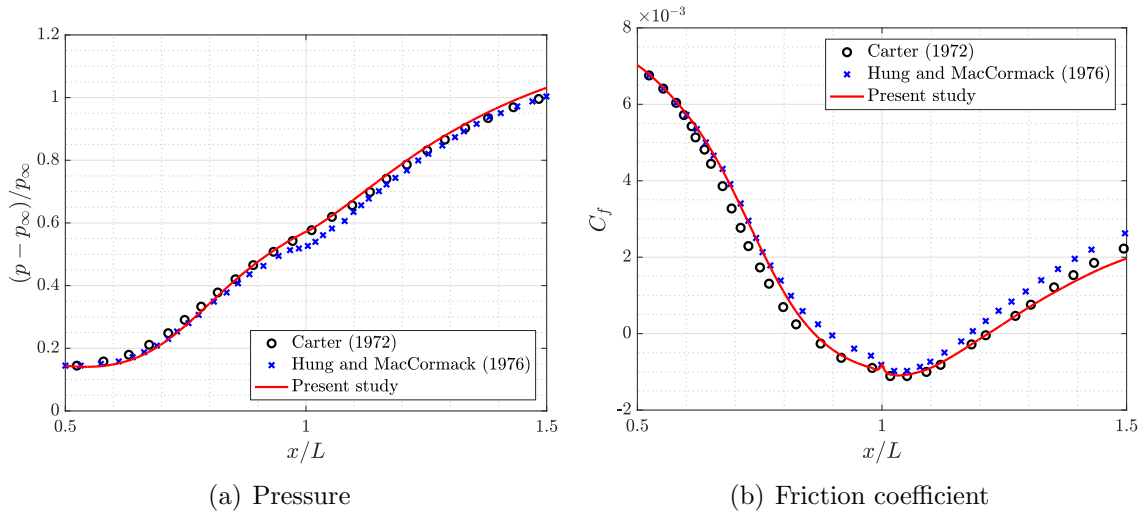 1.2
1
0.8
0.6
0.4
0.2
0
(p − p∞)/p∞
Carter (1972)
Hung and MacCormack (1976)
Present study
0.5
1
1.5
x/L
(a) Pressure
×10⁻³
8
6
4
2
0
-2
C_f
Carter (1972)
Hung and MacCormack (1976)
Present study
0.5
1
1.5
x/L
(b) Friction coefficient